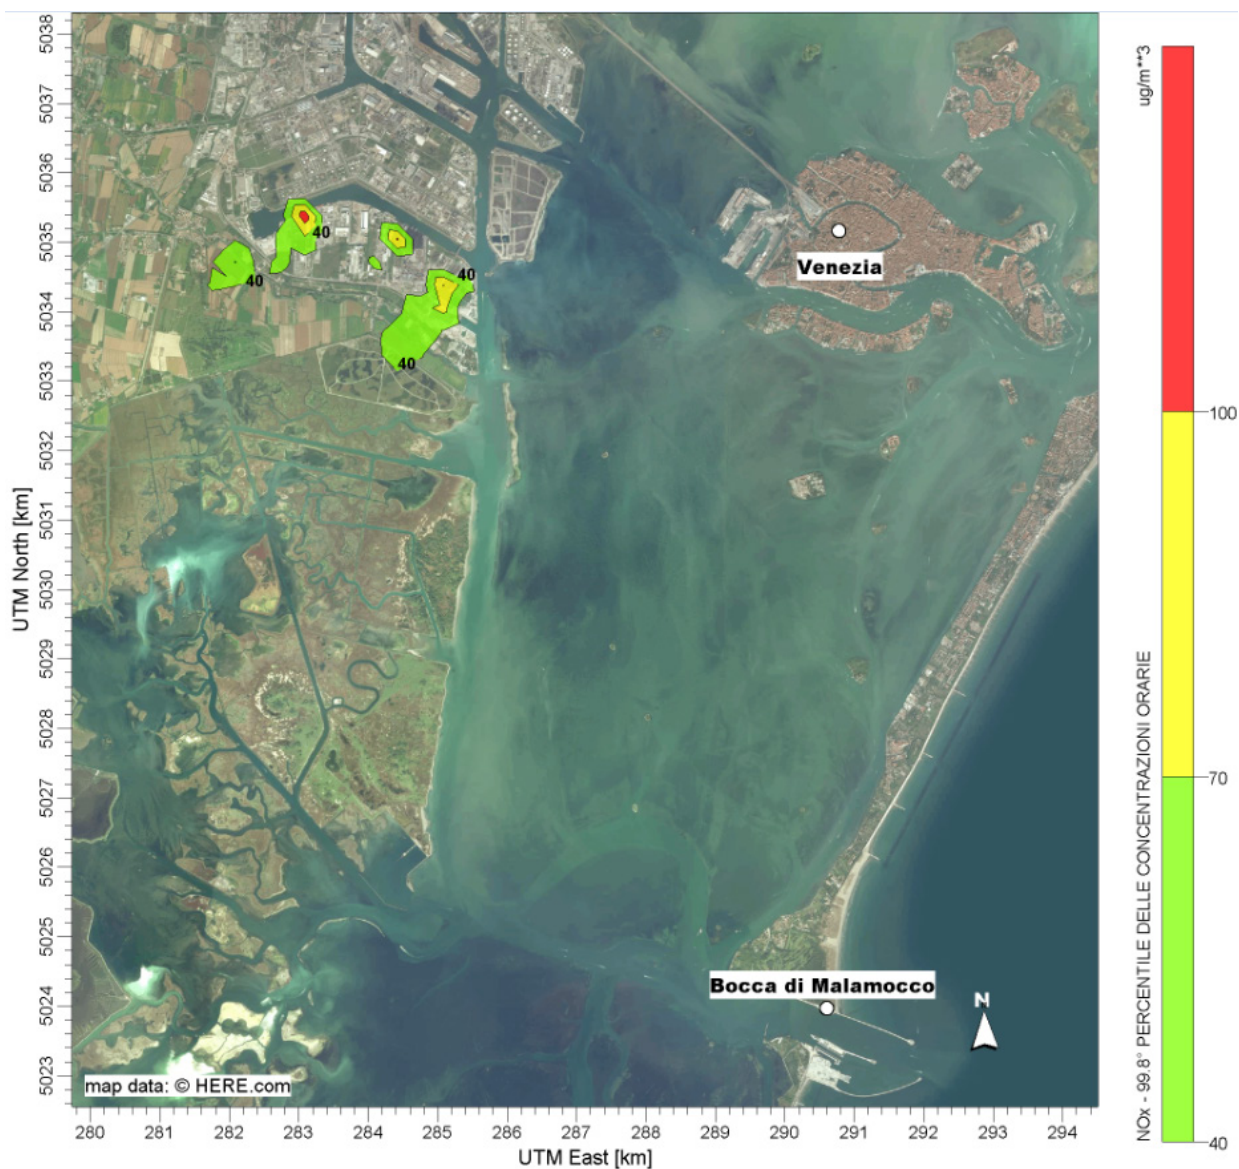 5038
5037
5036
5035
5034
5033
5032
5031
5030
5029
5028
5027
5026
5025
5024
5023
UTM North [km]
40
40
40
40
Venezia
Bocca di Malamocco
N
map data: © HERE.com
280 281 282 283 284 285 286 287 288 289 290 291 292 293 294
UTM East [km]
ug/m**3
100
70
40
NOx - 99.8° PERCENTILE DELLE CONCENTRAZIONI ORARIE